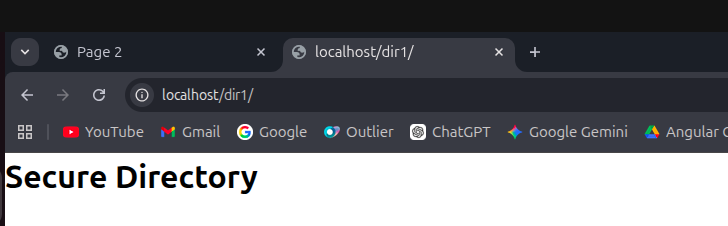 Page 2
localhost/dir1/
localhost/dir1/
YouTube Gmail Google Outlier ChatGPT Google Gemini Angular
Secure Directory